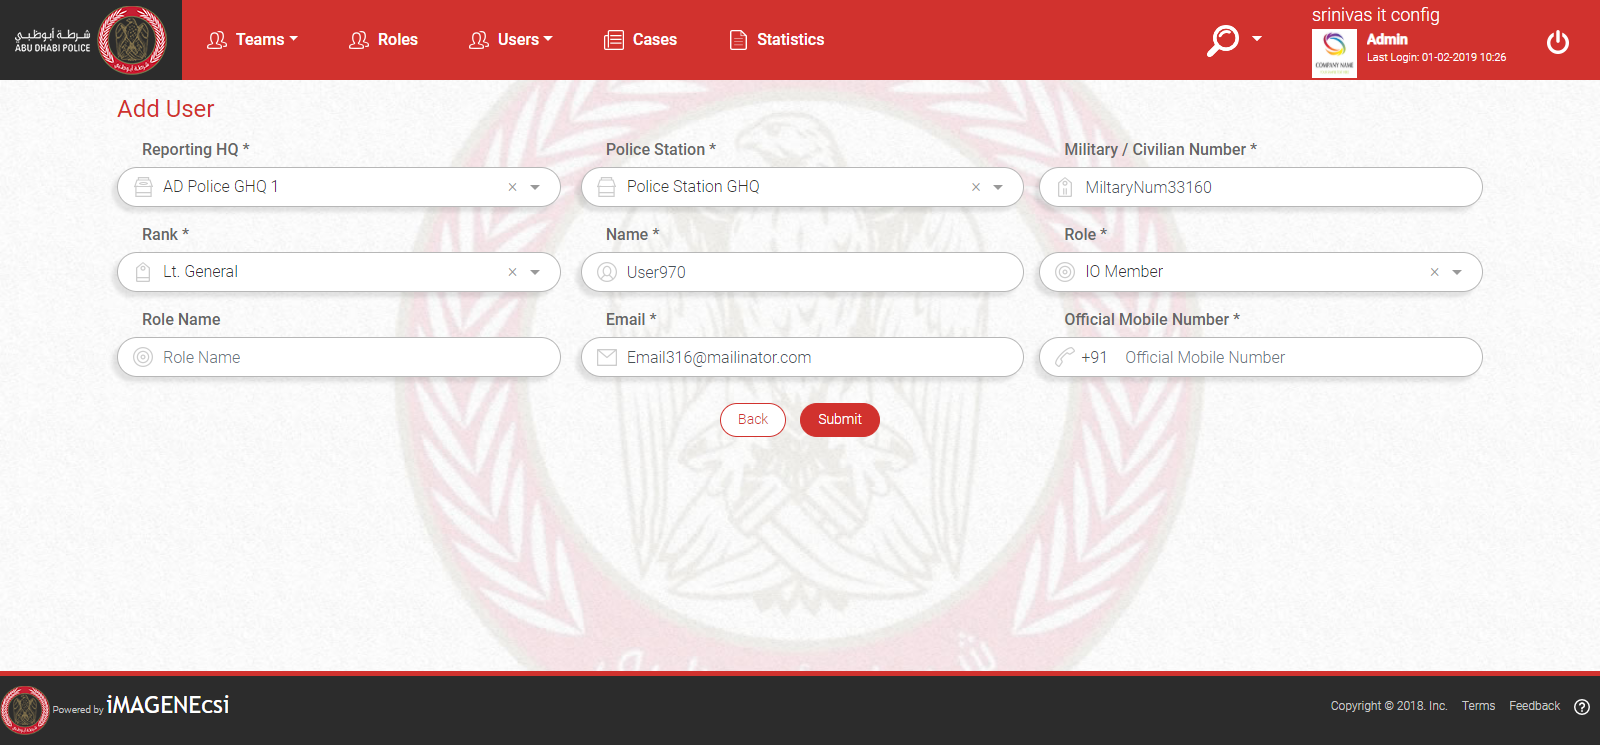 شرطة أبوظبي
ABU DHABI POLICE
Teams
Roles
Users
Cases
Statistics
srinivas it config
COMPANY NAME
Admin
Last Login: 01-02-2019 10:26
Add User
Reporting HQ *
Police Station *
Military / Civilian Number *
AD Police GHQ 1
Police Station GHQ
MiltaryNum33160
Rank *
Name *
Role *
Lt. General
User970
IO Member
Role Name
Email *
Official Mobile Number *
Role Name
Email316@mailinator.com
+91 Official Mobile Number
Back
Submit
Powered by iMAGENEcsi
Copyright © 2018. Inc.
Terms
Feedback